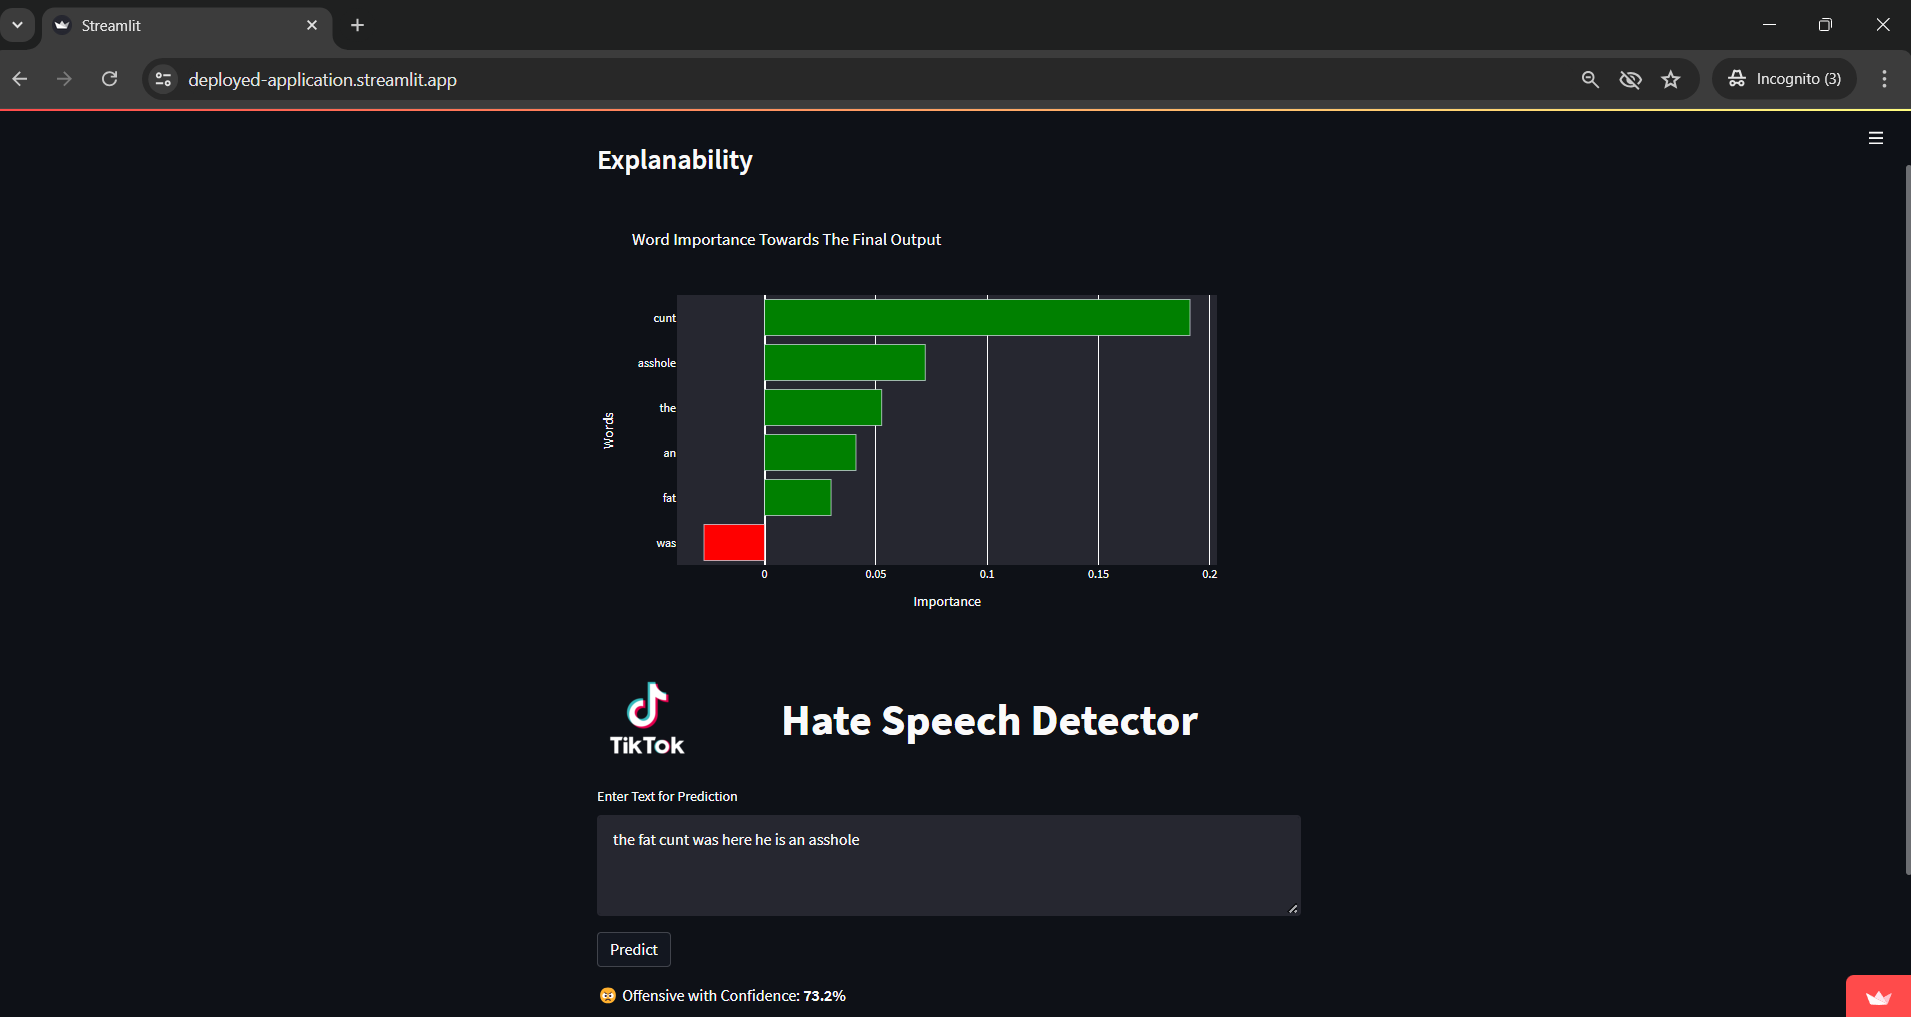 Streamlit
deployed-application.streamlit.app
Incognito (3)
Explanability
Word Importance Towards The Final Output
cunt
asshole
the
an
fat
was
Words
0 0.05 0.1 0.15 0.2
Importance
TikTok
Hate Speech Detector
Enter Text for Prediction
the fat cunt was here he is an asshole
Predict
Offensive with Confidence: 73.2%